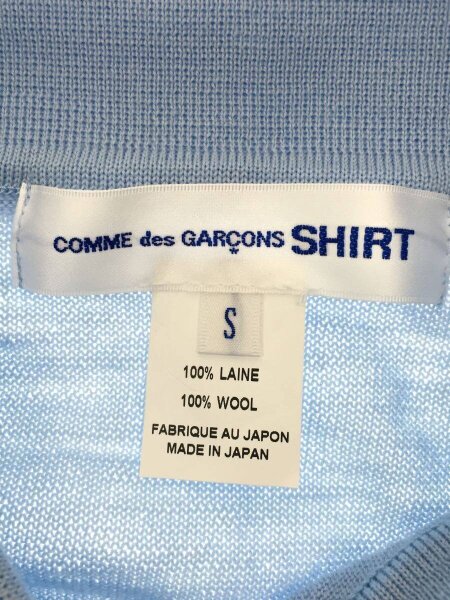 COMME des GARÇONS SHIRT
S
100% LAINE
100% WOOL
FABRIQUE AU JAPON
MADE IN JAPAN